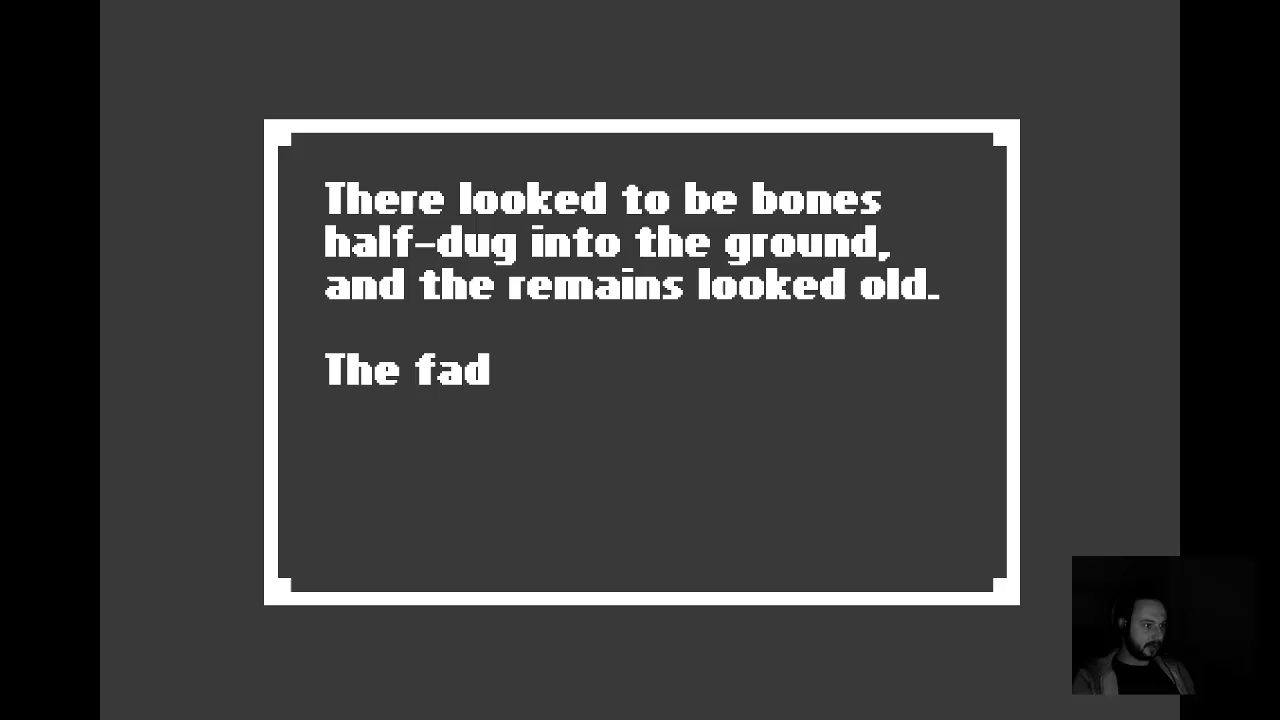 There looked to be bones
half-dug into the ground,
and the remains looked old.
The fad